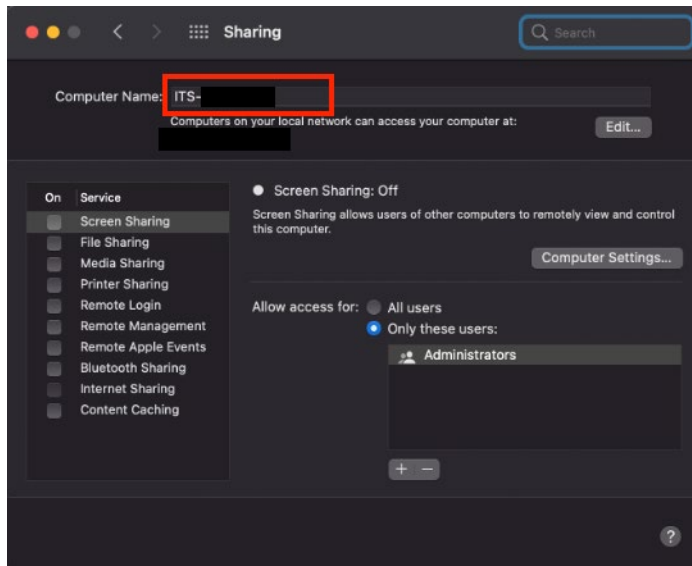 Sharing
Search
Computer Name: ITS-
Computers on your local network can access your computer at:
Edit...
On Service
Screen Sharing
File Sharing
Media Sharing
Printer Sharing
Remote Login
Remote Management
Remote Apple Events
Bluetooth Sharing
Internet Sharing
Content Caching
Screen Sharing: Off
Screen Sharing allows users of other computers to remotely view and control
this computer.
Computer Settings...
Allow access for: All users
Only these users:
Administrators
+ −
?